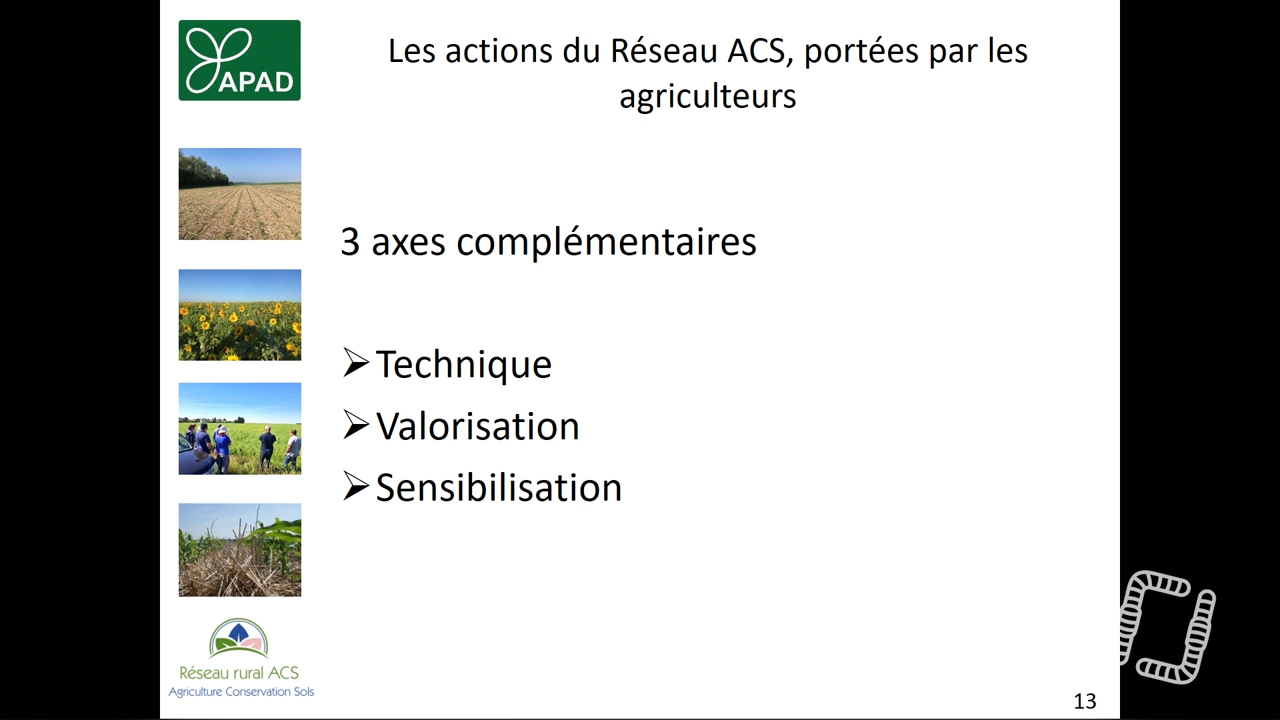 APAD
Les actions du Réseau ACS, portées par les
agriculteurs
3 axes complémentaires
Technique
Valorisation
Sensibilisation
Réseau rural ACS
Agriculture Conservation Sols
13